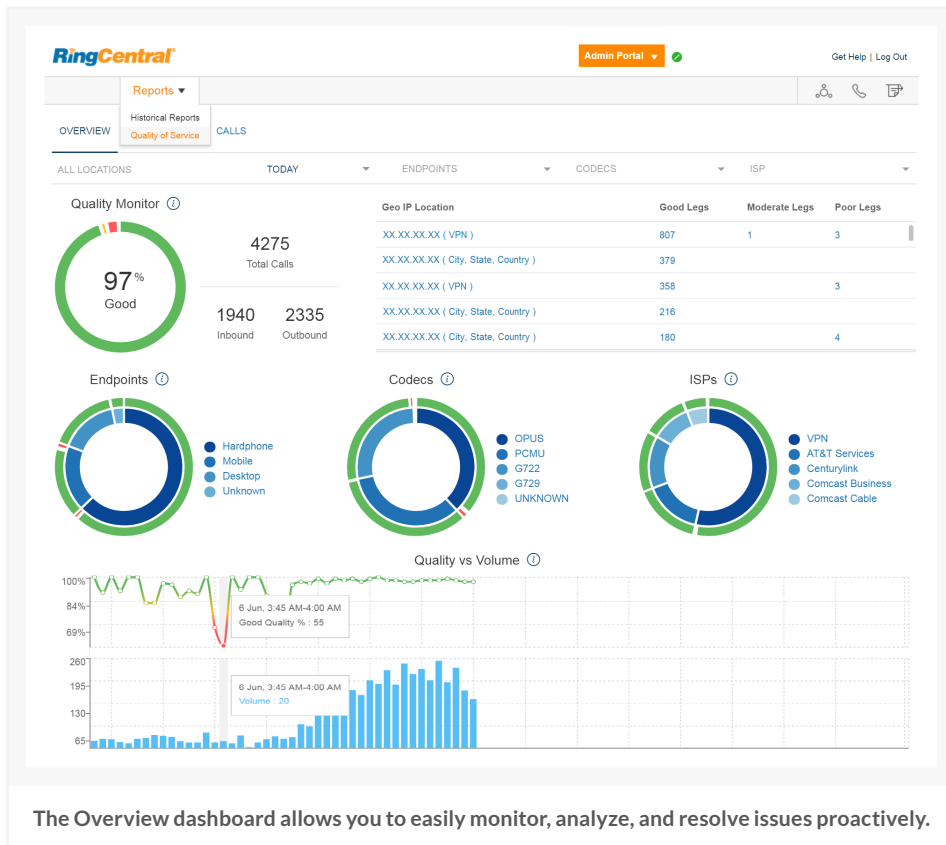 RingCentral®
Admin Portal
Get Help | Log Out
Reports
Historical Reports
Quality of Service
OVERVIEW
CALLS
ALL LOCATIONS
TODAY
ENDPOINTS
CODECS
ISP
Quality Monitor
97%
Good
4275
Total Calls
1940
Inbound
2335
Outbound
Geo IP Location Good Legs Moderate Legs Poor Legs
XX.XX.XX.XX ( VPN ) 807 1 3
XX.XX.XX.XX ( City, State, Country ) 379
XX.XX.XX.XX ( VPN ) 358 3
XX.XX.XX.XX ( City, State, Country ) 216
XX.XX.XX.XX ( City, State, Country ) 180 4
Endpoints
Hardphone
Mobile
Desktop
Unknown
Codecs
OPUS
PCMU
G722
G729
UNKNOWN
ISPs
VPN
AT&T Services
Centurylink
Comcast Business
Comcast Cable
Quality vs Volume
100%
84%
69%
6 Jun, 3:45 AM-4:00 AM
Good Quality % : 55
260
195
130
65
6 Jun, 3:45 AM-4:00 AM
Volume : 20
The Overview dashboard allows you to easily monitor, analyze, and resolve issues proactively.